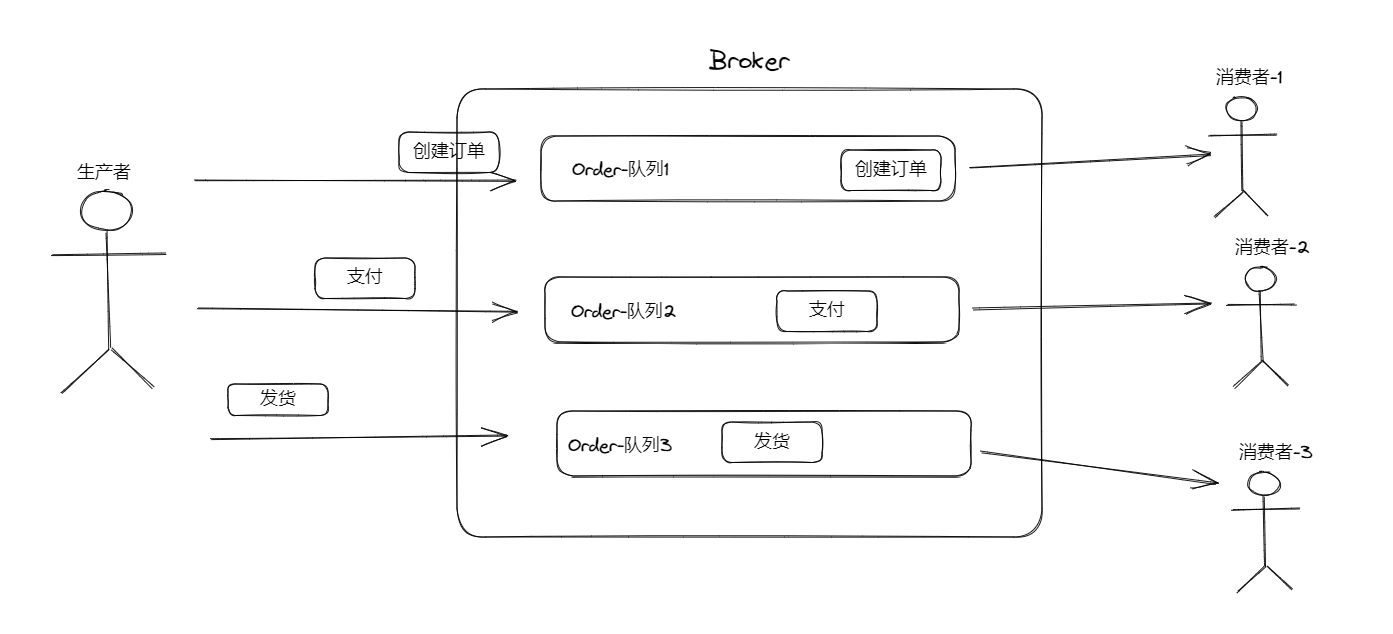 Broker
消费者-1
创建订单
Order-队列1
创建订单
生产者
消费者-2
支付
Order-队列2
支付
发货
Order-队列3
发货
消费者-3